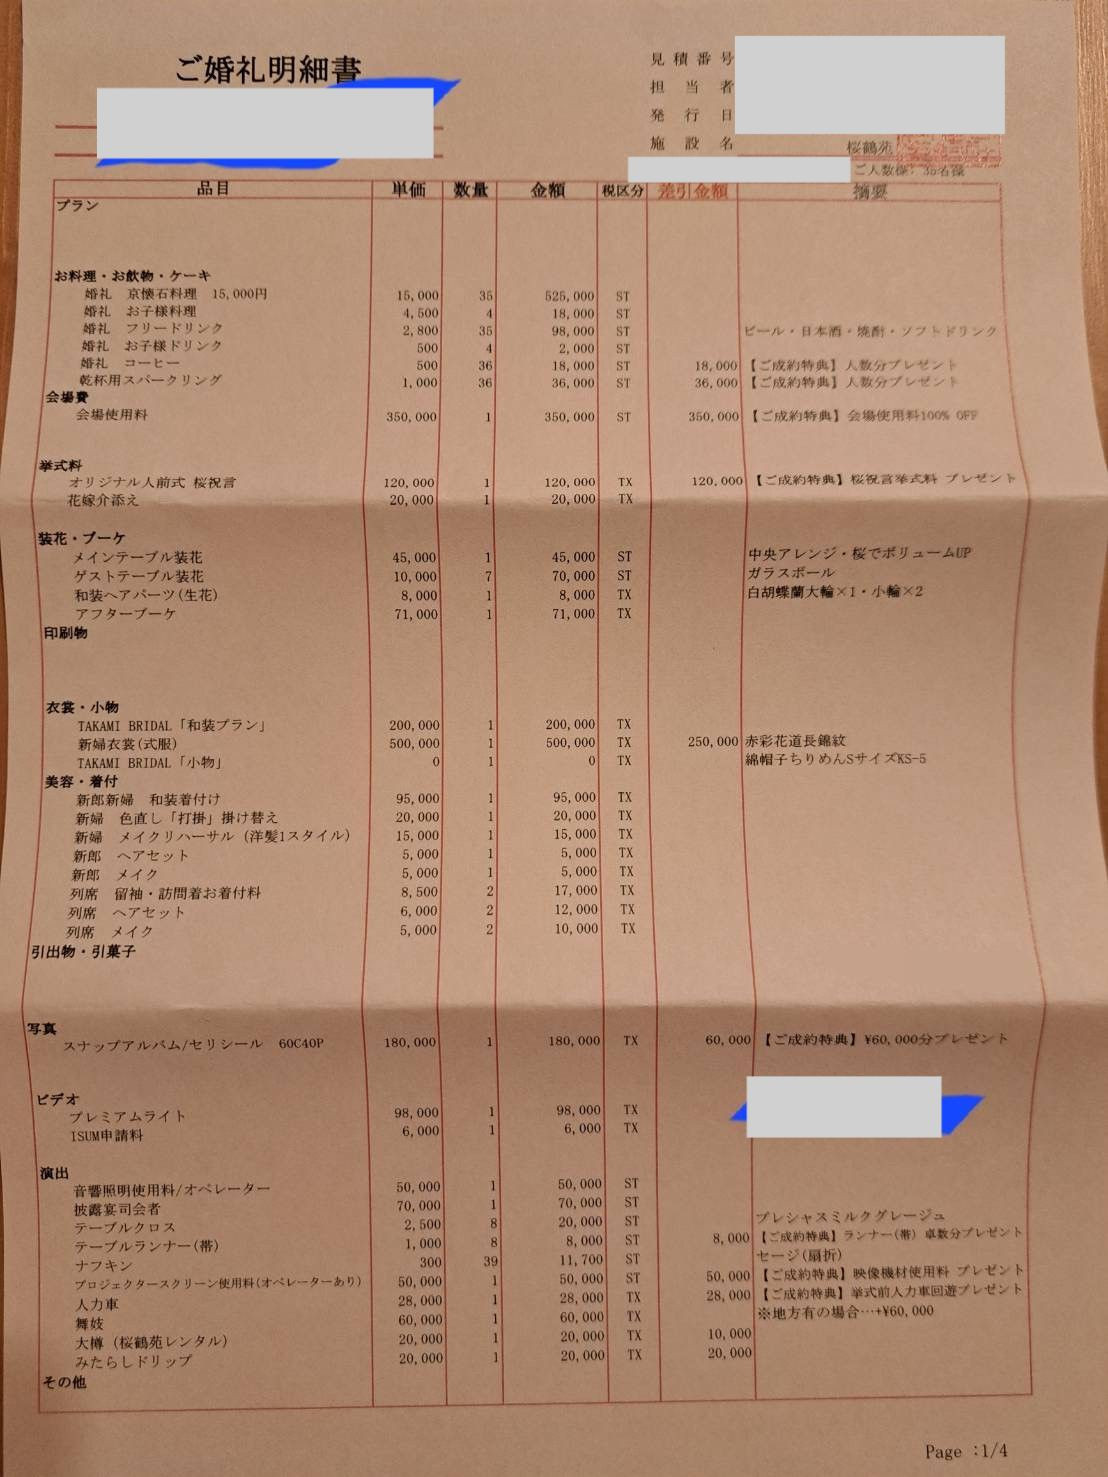 ご婚礼明細書
見積番号
担当者
発行日
施設名 桜鶴苑
ご人数様: 35名様
品目 単価 数量 金額 税区分 差引金額 摘要
プラン
お料理・お飲物・ケーキ
婚礼 京懐石料理 15,000円 15,000 35 525,000 ST
婚礼 お子様料理 4,500 4 18,000 ST
婚礼 フリードリンク 2,800 35 98,000 ST ビール・日本酒・焼酎・ソフトドリンク
婚礼 お子様ドリンク 500 4 2,000 ST
婚礼 コーヒー 500 36 18,000 ST 18,000 【ご成約特典】人数分プレゼント
乾杯用スパークリング 1,000 36 36,000 ST 36,000 【ご成約特典】人数分プレゼント
会場費
会場使用料 350,000 1 350,000 ST 350,000 【ご成約特典】会場使用料100% OFF
挙式料
オリジナル人前式 桜祝言 120,000 1 120,000 TX 120,000 【ご成約特典】桜祝言挙式料 プレゼント
花嫁介添え 20,000 1 20,000 TX
装花・ブーケ
メインテーブル装花 45,000 1 45,000 ST 中央アレンジ・桜でボリュームUP
ゲストテーブル装花 10,000 7 70,000 ST ガラスボール
和装ヘアパーツ(生花) 8,000 1 8,000 TX 白胡蝶蘭大輪×1・小輪×2
アフターブーケ 71,000 1 71,000 TX
印刷物
衣裳・小物
TAKAMI BRIDAL「和装プラン」 200,000 1 200,000 TX
新婦衣裳(式服) 500,000 1 500,000 TX 250,000 赤彩花道長錦紋
TAKAMI BRIDAL「小物」 0 1 0 TX 綿帽子ちりめんSサイズKS-5
美容・着付
新郎新婦 和装着付け 95,000 1 95,000 TX
新婦 色直し「打掛」掛け替え 20,000 1 20,000 TX
新婦 メイクリハーサル (洋髪1スタイル) 15,000 1 15,000 TX
新郎 ヘアセット 5,000 1 5,000 TX
新郎 メイク 5,000 1 5,000 TX
列席 留袖・訪問着お着付料 8,500 2 17,000 TX
列席 ヘアセット 6,000 2 12,000 TX
列席 メイク 5,000 2 10,000 TX
引出物・引菓子
写真
スナップアルバム/セリシール 60C40P 180,000 1 180,000 TX 60,000 【ご成約特典】¥60,000分プレゼント
ビデオ
プレミアムライト 98,000 1 98,000 TX
ISUM申請料 6,000 1 6,000 TX
演出
音響照明使用料/オペレーター 50,000 1 50,000 ST
披露宴司会者 70,000 1 70,000 ST
テーブルクロス 2,500 8 20,000 ST プレシャスミルクグレージュ
テーブルランナー(帯) 1,000 8 8,000 ST 8,000 【ご成約特典】ランナー(帯) 卓数分プレゼント
ナフキン 300 39 11,700 ST セージ(扇折)
プロジェクタースクリーン使用料(オペレーターあり) 50,000 1 50,000 ST 50,000 【ご成約特典】映像機材使用料 プレゼント
人力車 28,000 1 28,000 TX 28,000 【ご成約特典】挙式前人力車回遊プレゼント
舞妓 60,000 1 60,000 TX ※地方有の場合…+¥60,000
大樽 (桜鶴苑レンタル) 20,000 1 20,000 TX 10,000
みたらしドリップ 20,000 1 20,000 TX 20,000
その他
Page :1/4